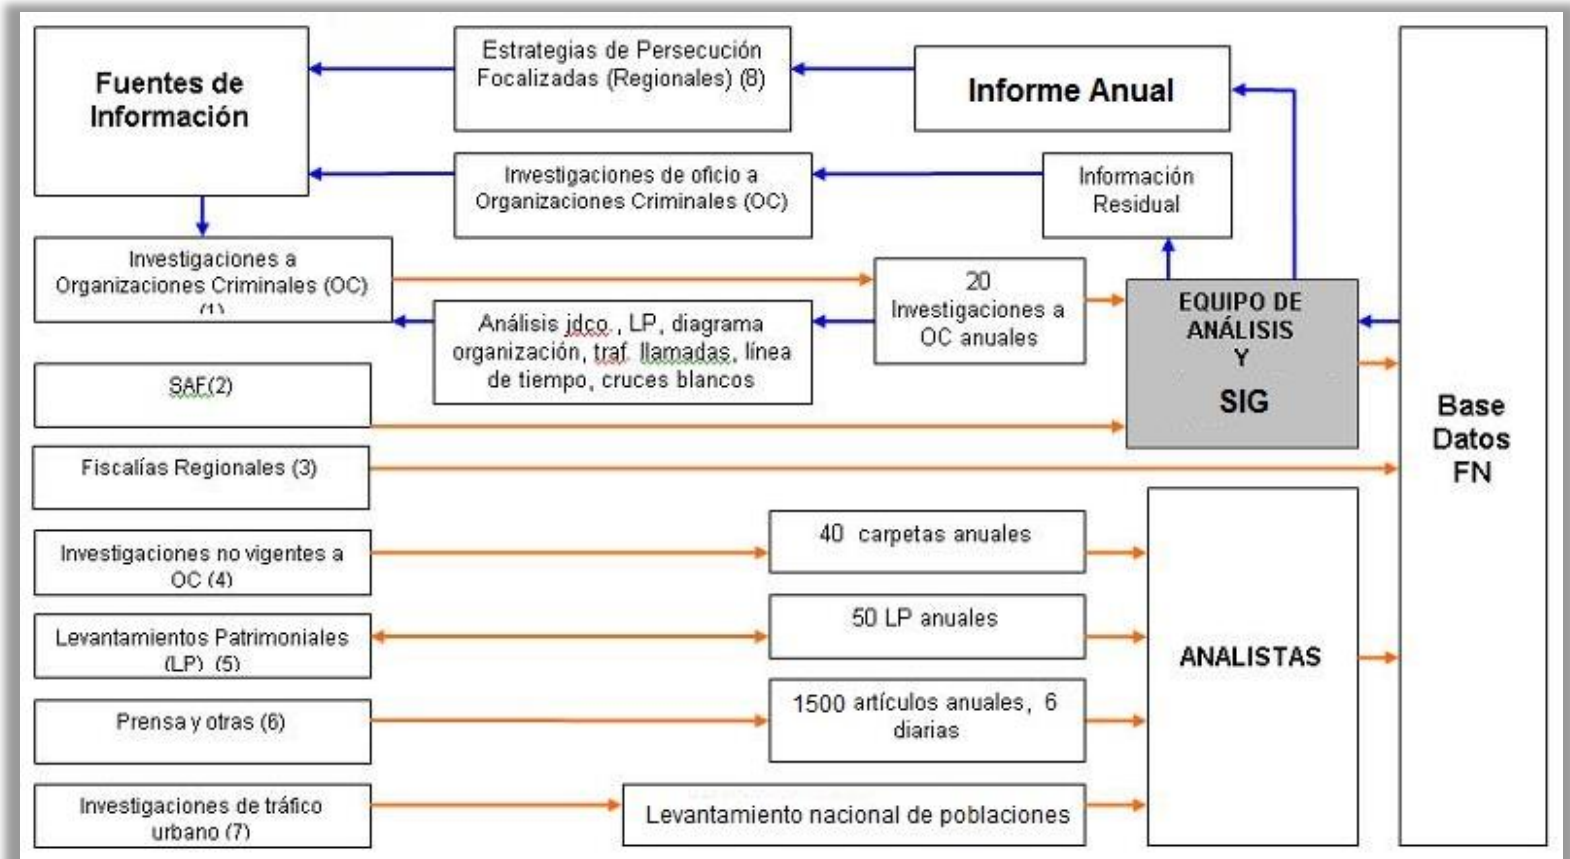 Fuentes de
Información
Estrategias de Persecución
Focalizadas (Regionales) (8)
Informe Anual
Investigaciones de oficio a
Organizaciones Criminales (OC)
Información
Residual
Investigaciones a
Organizaciones Criminales (OC)
(1)
Análisis jdco., LP, diagrama
organización, traf. llamadas, línea
de tiempo, cruces blancos
20
Investigaciones a
OC anuales
EQUIPO DE
ANÁLISIS
Y
SIG
Base
Datos
FN
SAF(2)
Fiscalías Regionales (3)
Investigaciones no vigentes a
OC (4)
40 carpetas anuales
Levantamientos Patrimoniales
(LP) (5)
50 LP anuales
ANALISTAS
Prensa y otras (6)
1500 artículos anuales, 6
diarias
Investigaciones de tráfico
urbano (7)
Levantamiento nacional de poblaciones